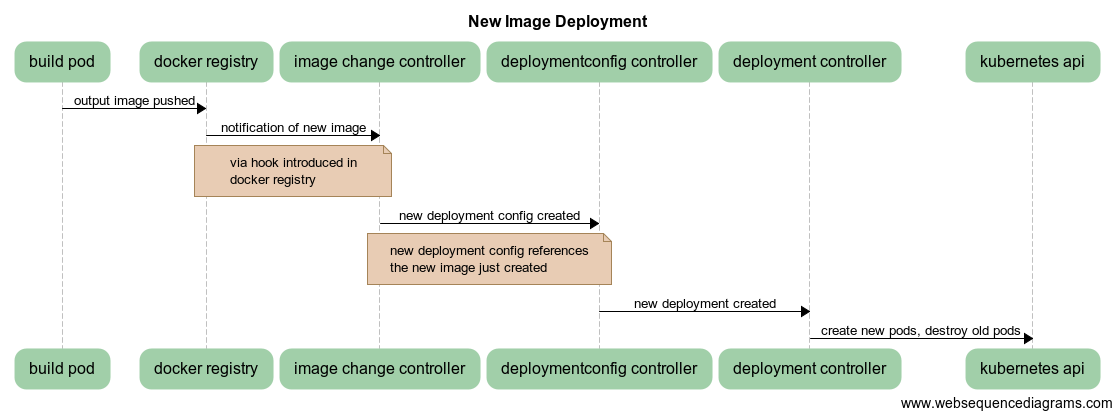 New Image Deployment
build pod
docker registry
image change controller
deploymentconfig controller
deployment controller
kubernetes api
output image pushed
notification of new image
via hook introduced in
docker registry
new deployment config created
new deployment config references
the new image just created
new deployment created
create new pods, destroy old pods
build pod
docker registry
image change controller
deploymentconfig controller
deployment controller
kubernetes api
www.websequencediagrams.com